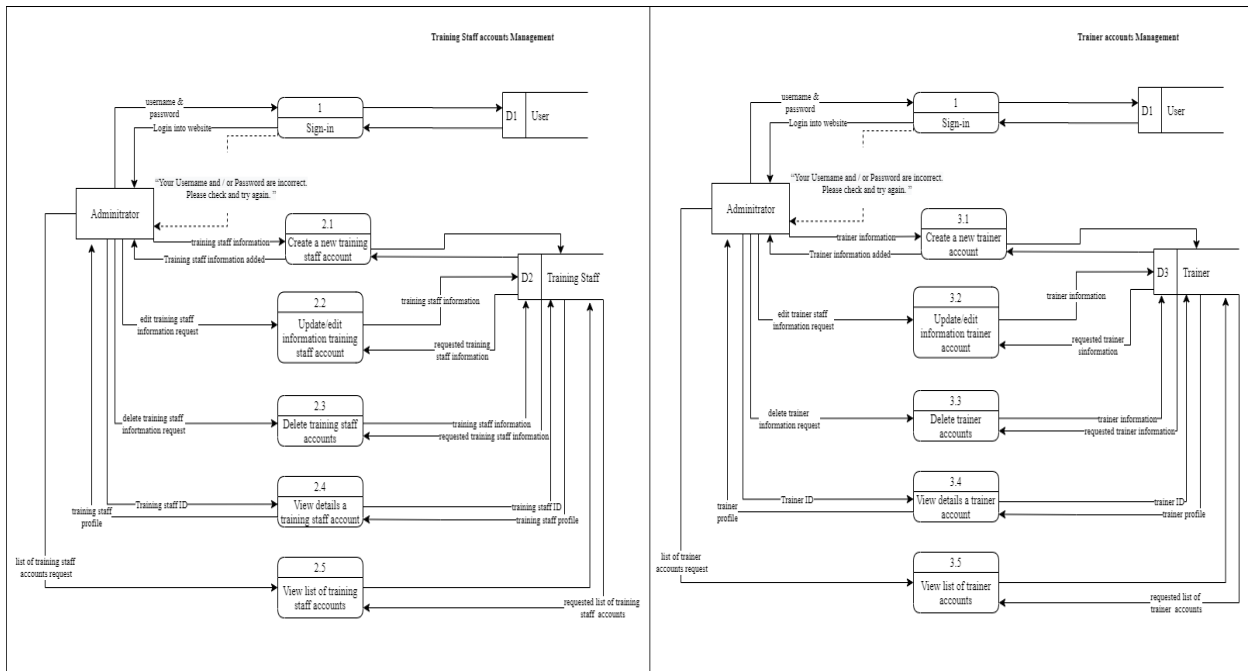 Training Staff accounts Management
username &
password
1
Sign-in
D1
User
Login into website
“Your Username and / or Password are incorrect.
Please check and try again. ”
Adminitrator
2.1
Create a new training
staff account
training staff information
Training staff information added
D2
Training Staff
2.2
Update/edit
information training
staff account
training staff information
edit training staff
information request
requested training
staff information
2.3
Delete training staff
accounts
delete training staff
infortmation request
training staff information
requested training staff information
2.4
View details a
training staff account
Training staff ID
training staff
profile
training staff ID
training staff profile
2.5
View list of training
staff accounts
list of training staff
accounts request
requested list of training
staff accounts
Trainer accounts Management
username &
password
1
Sign-in
D1
User
Login into website
“Your Username and / or Password are incorrect.
Please check and try again. ”
Adminitrator
3.1
Create a new trainer
account
trainer information
Trainer information added
D3
Trainer
3.2
Update/edit
information trainer
account
trainer information
edit trainer staff
information request
requested trainer
sinformation
3.3
Delete trainer
accounts
delete trainer
information request
trainer information
requested trainer information
3.4
View details a trainer
account
Trainer ID
trainer
profile
trainer ID
trainer profile
3.5
View list of trainer
accounts
list of trainer
accounts request
requested list of
trainer accounts